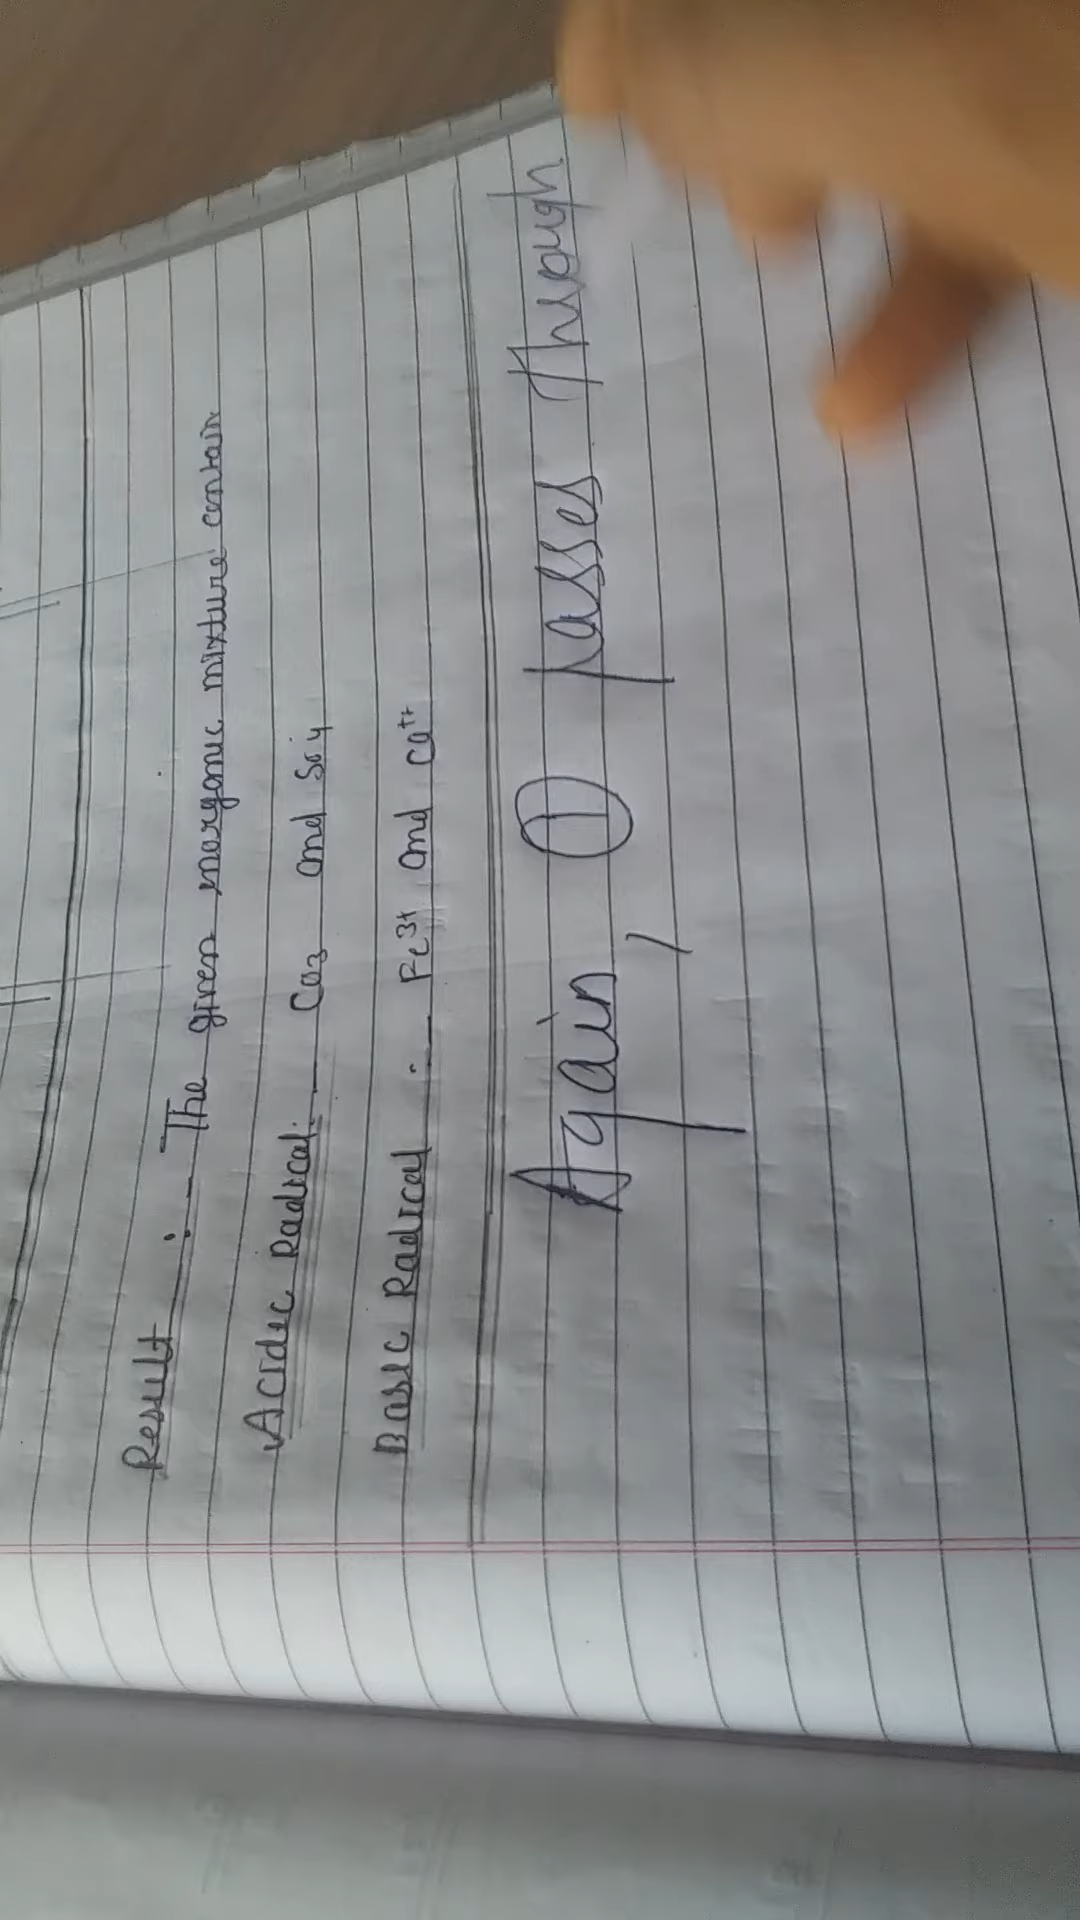 Result :— The given inorganic mixture contain
Acidic Radical :— CO3 and SO4
Basic Radical :— Fe3+ and Ca++
Again, ① passes Through